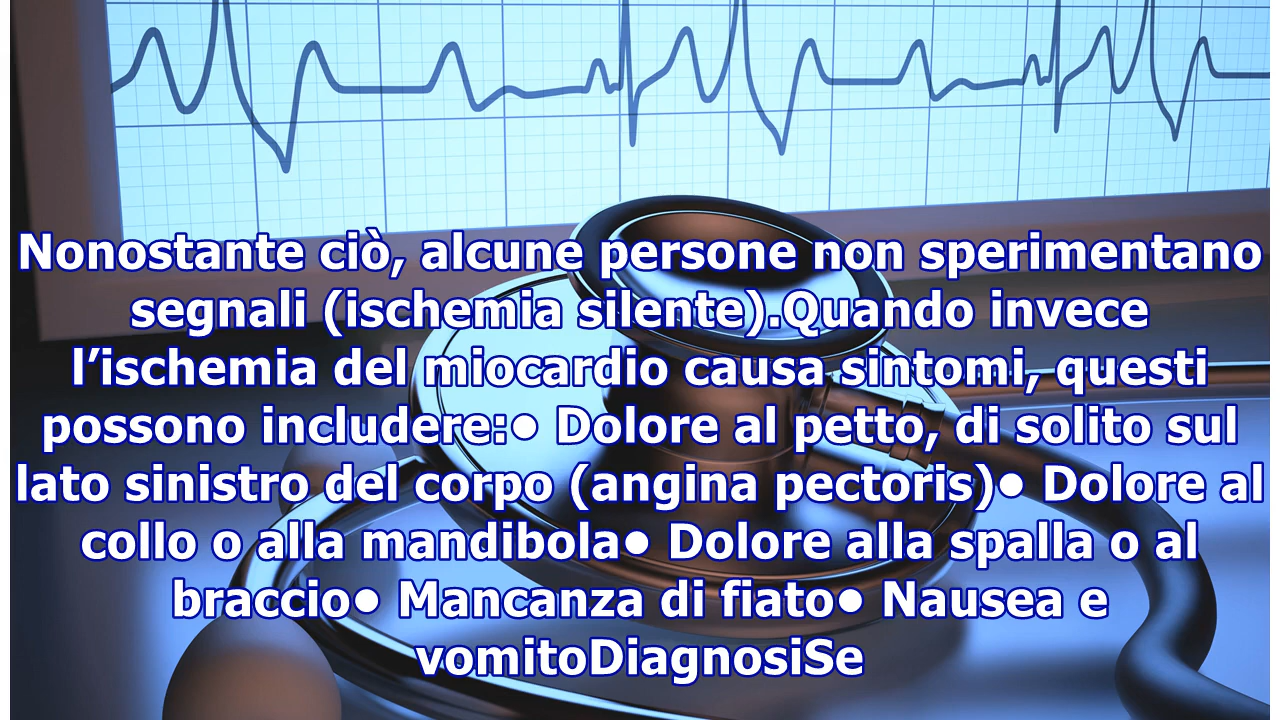 Nonostante ciò, alcune persone non sperimentano
segnali (ischemia silente).Quando invece
l’ischemia del miocardio causa sintomi, questi
possono includere:• Dolore al petto, di solito sul
lato sinistro del corpo (angina pectoris)• Dolore al
collo o alla mandibola• Dolore alla spalla o al
braccio• Mancanza di fiato• Nausea e
vomitoDiagnosiSe